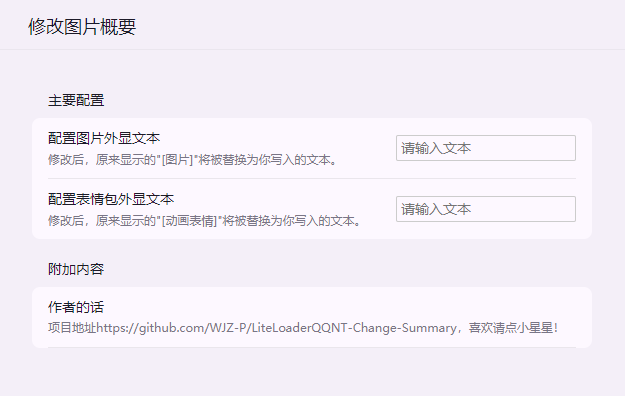 修改图片概要
主要配置
配置图片外显文本
修改后，原来显示的"[图片]"将被替换为你写入的文本。
请输入文本
配置表情包外显文本
修改后，原来显示的"[动画表情]"将被替换为你写入的文本。
请输入文本
附加内容
作者的话
项目地址https://github.com/WJZ-P/LiteLoaderQQNT-Change-Summary，喜欢请点小星星！